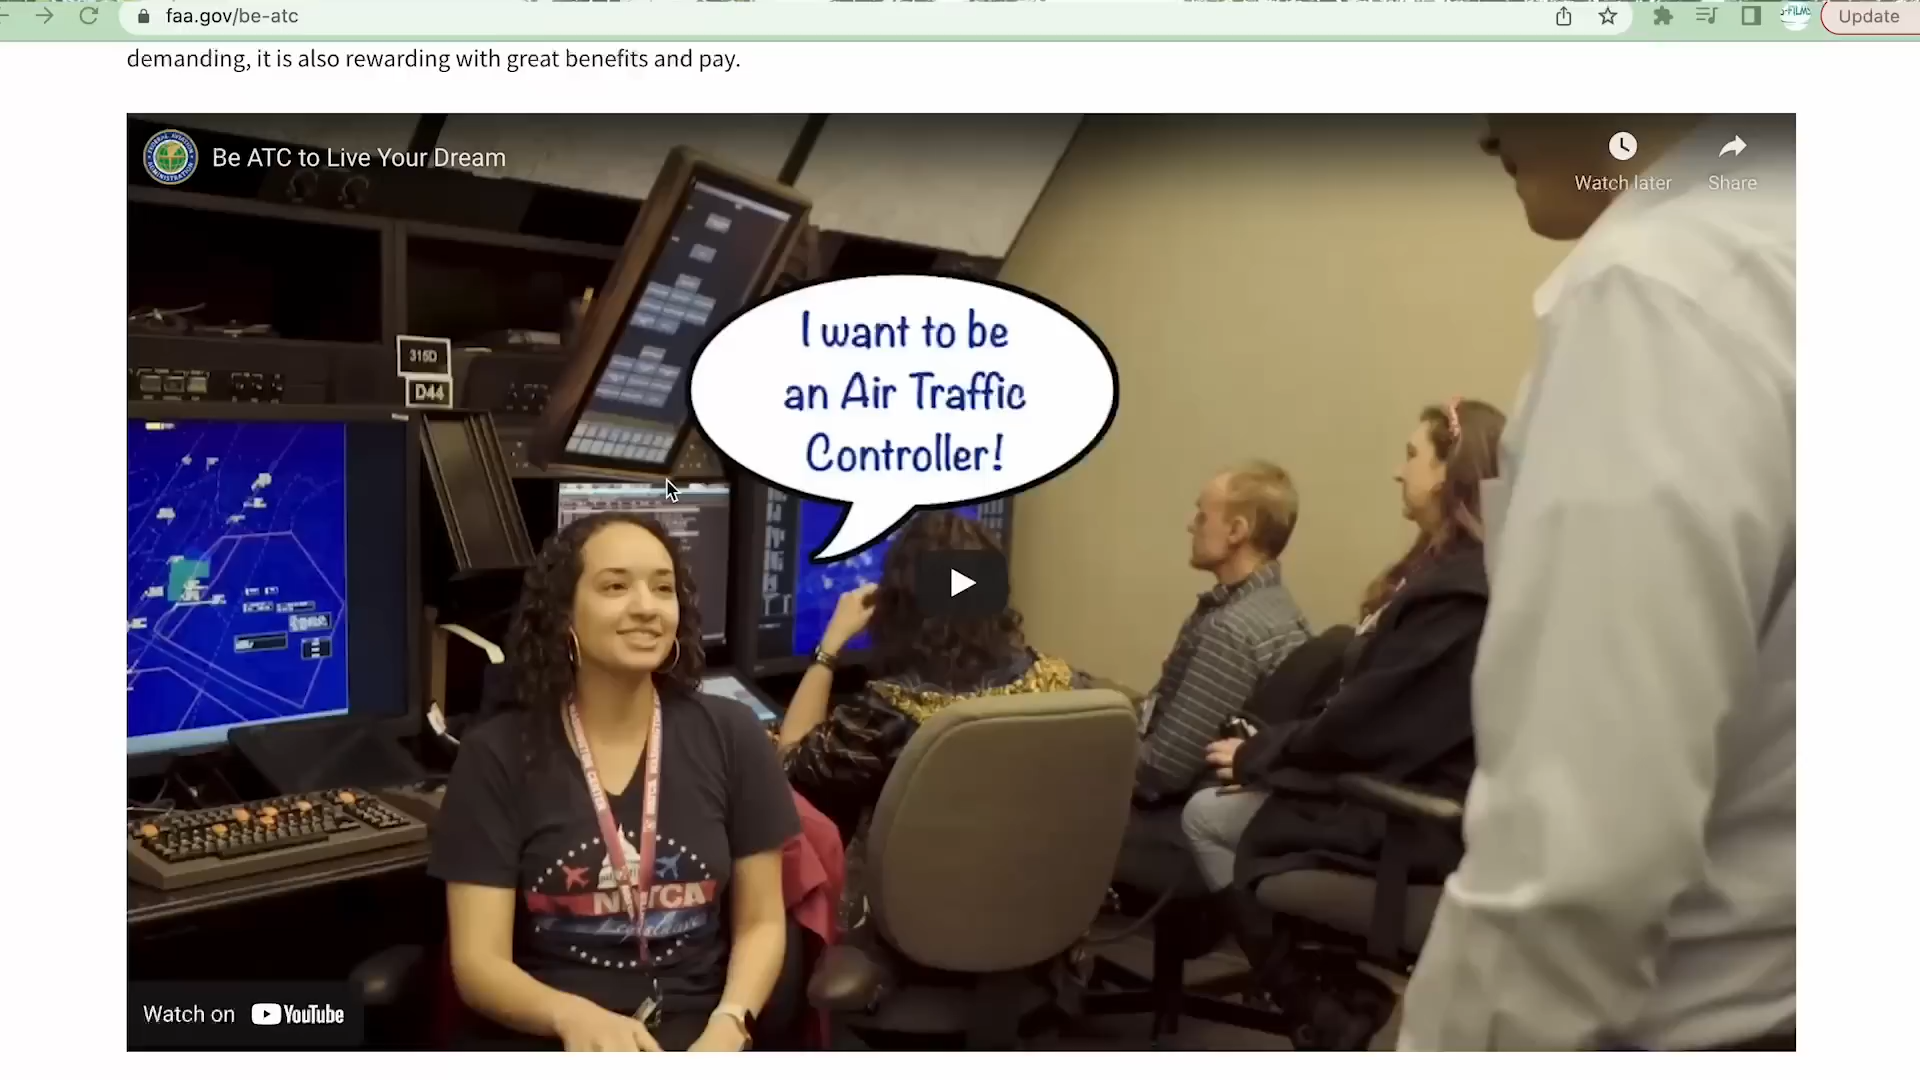 faa.gov/be-atc
Update
demanding, it is also rewarding with great benefits and pay.
Be ATC to Live Your Dream
Watch later
Share
I want to be
an Air Traffic
Controller!
315D
D44
NATCA
Watch on YouTube